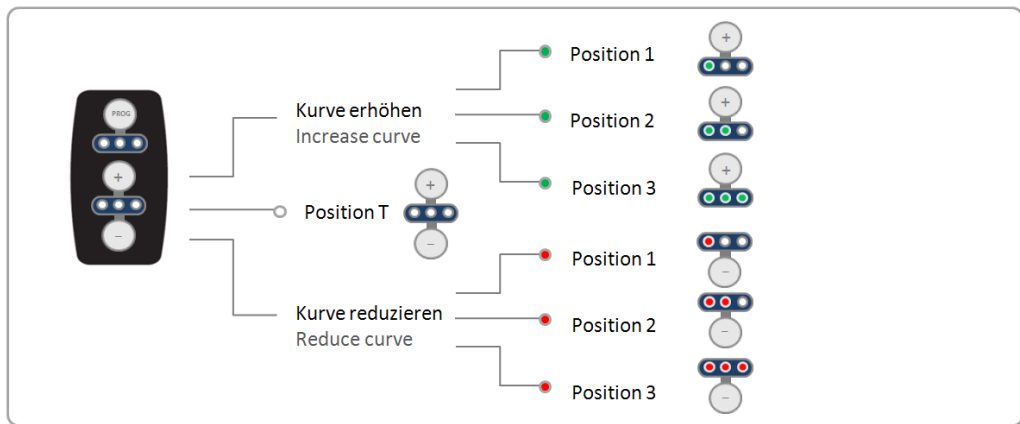 PROG
+
−
Kurve erhöhen
Increase curve
Position 1
+
Position 2
+
Position 3
+
Position T
+
−
Kurve reduzieren
Reduce curve
Position 1
−
Position 2
−
Position 3
−